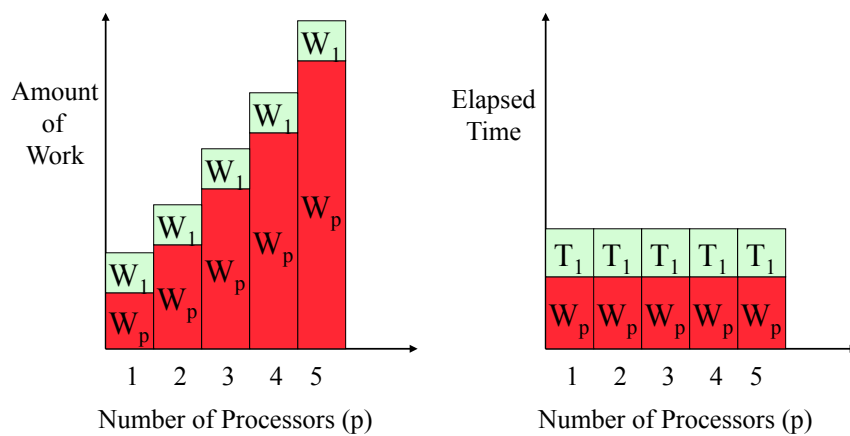 Amount
of
Work
W1
W1
W1
W1
W1
Wp
Wp
Wp
Wp
Wp
1 2 3 4 5
Number of Processors (p)
Elapsed
Time
T1 T1 T1 T1 T1
Wp Wp Wp Wp Wp
1 2 3 4 5
Number of Processors (p)